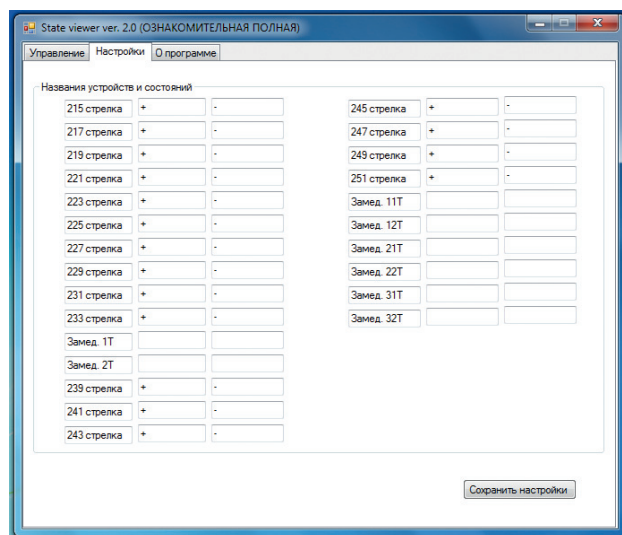 State viewer ver. 2.0 (ОЗНАКОМИТЕЛЬНАЯ ПОЛНАЯ)
Управление Настройки О программе
Названия устройств и состояний
215 стрелка + -
217 стрелка + -
219 стрелка + -
221 стрелка + -
223 стрелка + -
225 стрелка + -
227 стрелка + -
229 стрелка + -
231 стрелка + -
233 стрелка + -
Замед. 1Т
Замед. 2Т
239 стрелка + -
241 стрелка + -
243 стрелка + -
245 стрелка + -
247 стрелка + -
249 стрелка + -
251 стрелка + -
Замед. 11Т
Замед. 12Т
Замед. 21Т
Замед. 22Т
Замед. 31Т
Замед. 32Т
Сохранить настройки